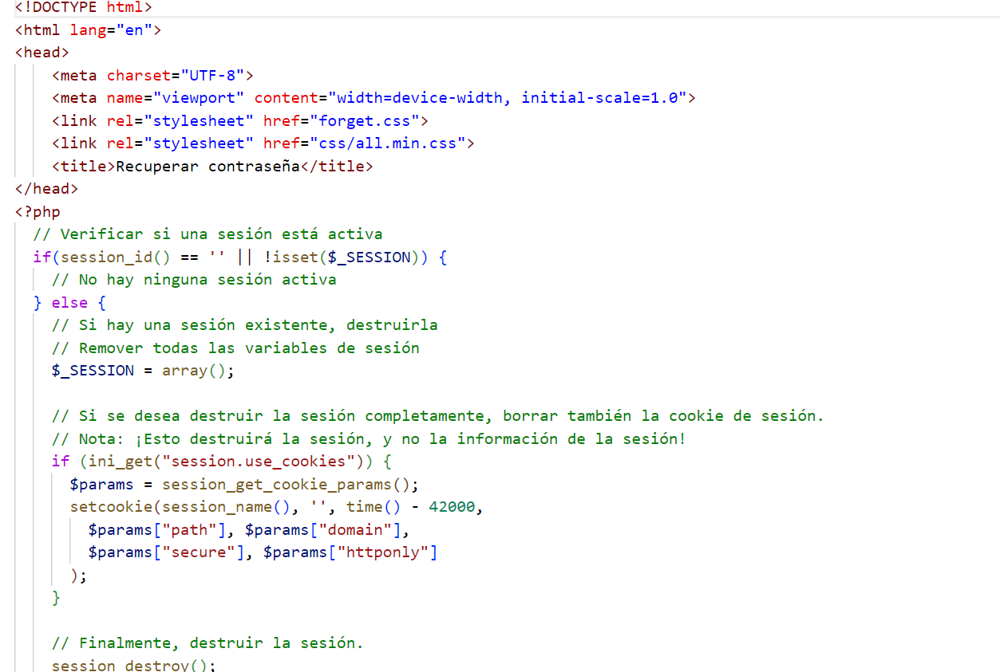 <!DOCTYPE html>
<html lang="en">
<head>
    <meta charset="UTF-8">
    <meta name="viewport" content="width=device-width, initial-scale=1.0">
    <link rel="stylesheet" href="forget.css">
    <link rel="stylesheet" href="css/all.min.css">
    <title>Recuperar contraseña</title>
</head>
<?php
  // Verificar si una sesión está activa
  if(session_id() == '' || !isset($_SESSION)) {
    // No hay ninguna sesión activa
  } else {
    // Si hay una sesión existente, destruirla
    // Remover todas las variables de sesión
    $_SESSION = array();

    // Si se desea destruir la sesión completamente, borrar también la cookie de sesión.
    // Nota: ¡Esto destruirá la sesión, y no la información de la sesión!
    if (ini_get("session.use_cookies")) {
      $params = session_get_cookie_params();
      setcookie(session_name(), '', time() - 42000,
        $params["path"], $params["domain"],
        $params["secure"], $params["httponly"]
      );
    }

    // Finalmente, destruir la sesión.
    session_destroy();